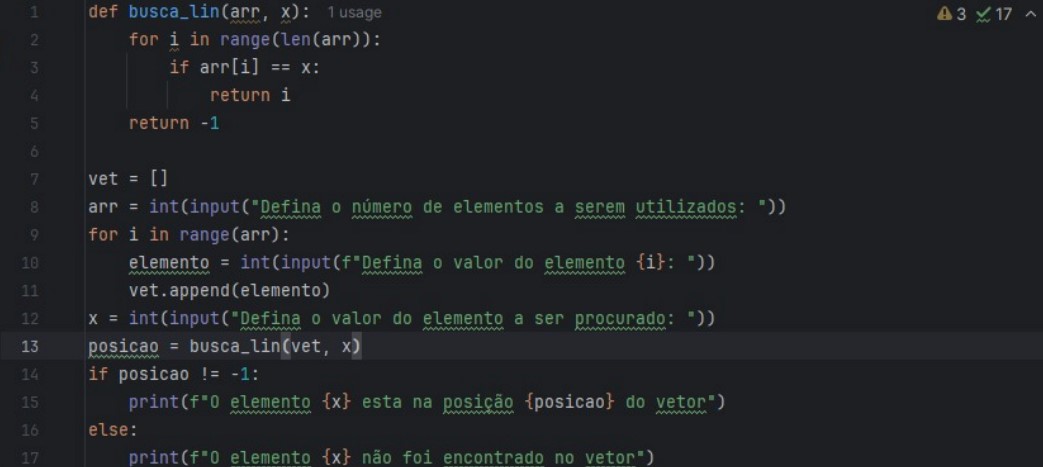 1 def busca_lin(arr, x): 1 usage 3 17
2 for i in range(len(arr)):
3 if arr[i] == x:
4 return i
5 return -1
6
7 vet = []
8 arr = int(input("Defina o número de elementos a serem utilizados: "))
9 for i in range(arr):
10 elemento = int(input(f"Defina o valor do elemento {i}: "))
11 vet.append(elemento)
12 x = int(input("Defina o valor do elemento a ser procurado: "))
13 posicao = busca_lin(vet, x)
14 if posicao != -1:
15 print(f"O elemento {x} esta na posição {posicao} do vetor")
16 else:
17 print(f"O elemento {x} não foi encontrado no vetor")